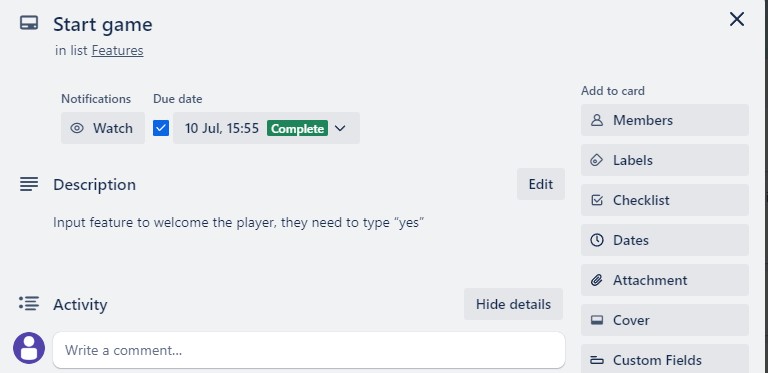 Start game
in list Features
Notifications
Due date
Watch
10 Jul, 15:55 Complete
Description
Edit
Input feature to welcome the player, they need to type “yes”
Activity
Hide details
Write a comment...
Add to card
Members
Labels
Checklist
Dates
Attachment
Cover
Custom Fields